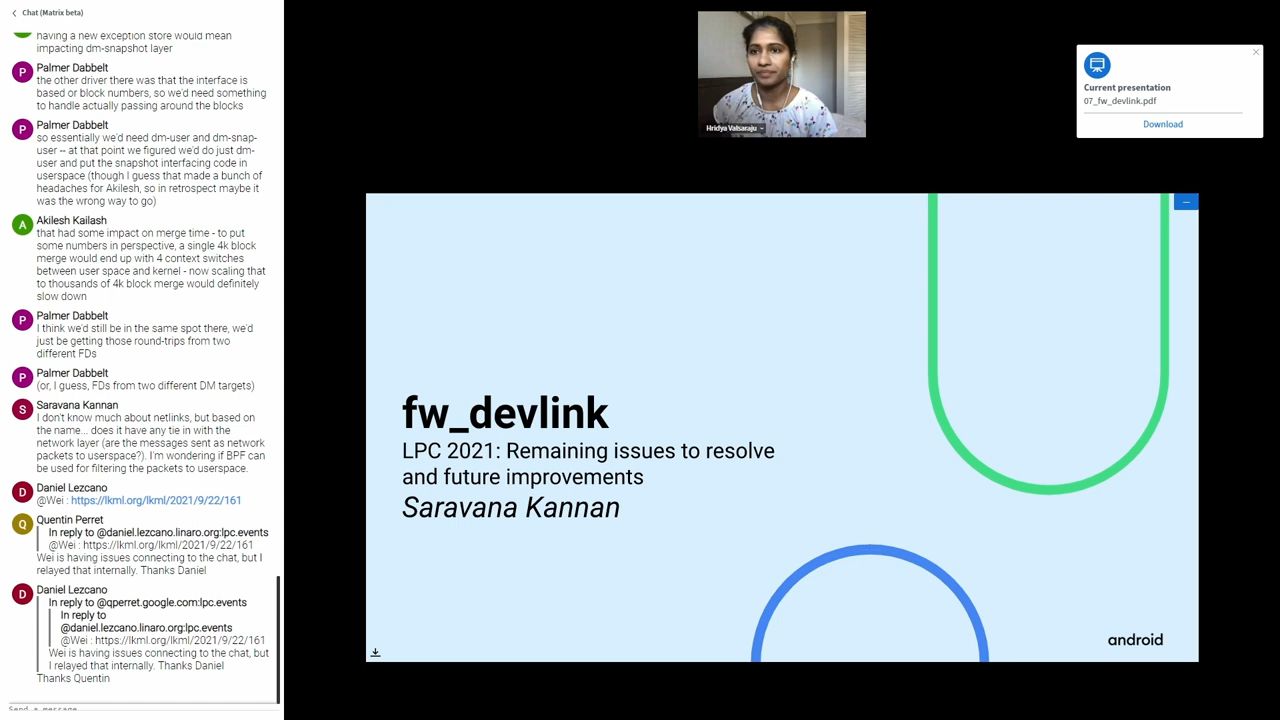 Chat (Matrix beta)
having a new exception store would mean
impacting dm-snapshot layer
P
Palmer Dabbelt
the other driver there was that the interface is
based or block numbers, so we'd need something
to handle actually passing around the blocks
P
Palmer Dabbelt
so essentially we'd need dm-user and dm-snap-
user -- at that point we figured we'd do just dm-
user and put the snapshot interfacing code in
userspace (though I guess that made a bunch of
headaches for Akilesh, so in retrospect maybe it
was the wrong way to go)
A
Akilesh Kailash
that had some impact on merge time - to put
some numbers in perspective, a single 4k block
merge would end up with 4 context switches
between user space and kernel - now scaling that
to thousands of 4k block merge would definitely
slow down
P
Palmer Dabbelt
I think we'd still be in the same spot there, we'd
just be getting those round-trips from two
different FDs
P
Palmer Dabbelt
(or, I guess, FDs from two different DM targets)
S
Saravana Kannan
I don't know much about netlinks, but based on
the name... does it have any tie in with the
network layer (are the messages sent as network
packets to userspace?). I'm wondering if BPF can
be used for filtering the packets to userspace.
D
Daniel Lezcano
@Wei : https://lkml.org/lkml/2021/9/22/161
Q
Quentin Perret
In reply to @daniel.lezcano.linaro.org:lpc.events
@Wei : https://lkml.org/lkml/2021/9/22/161
Wei is having issues connecting to the chat, but I
relayed that internally. Thanks Daniel
D
Daniel Lezcano
In reply to @qperret.google.com:lpc.events
In reply to
@daniel.lezcano.linaro.org:lpc.events
@Wei : https://lkml.org/lkml/2021/9/22/161
Wei is having issues connecting to the chat, but
I relayed that internally. Thanks Daniel
Thanks Quentin
Send a message
Hridya Valsaraju
Current presentation
07_fw_devlink.pdf
Download
fw_devlink
LPC 2021: Remaining issues to resolve
and future improvements
Saravana Kannan
android